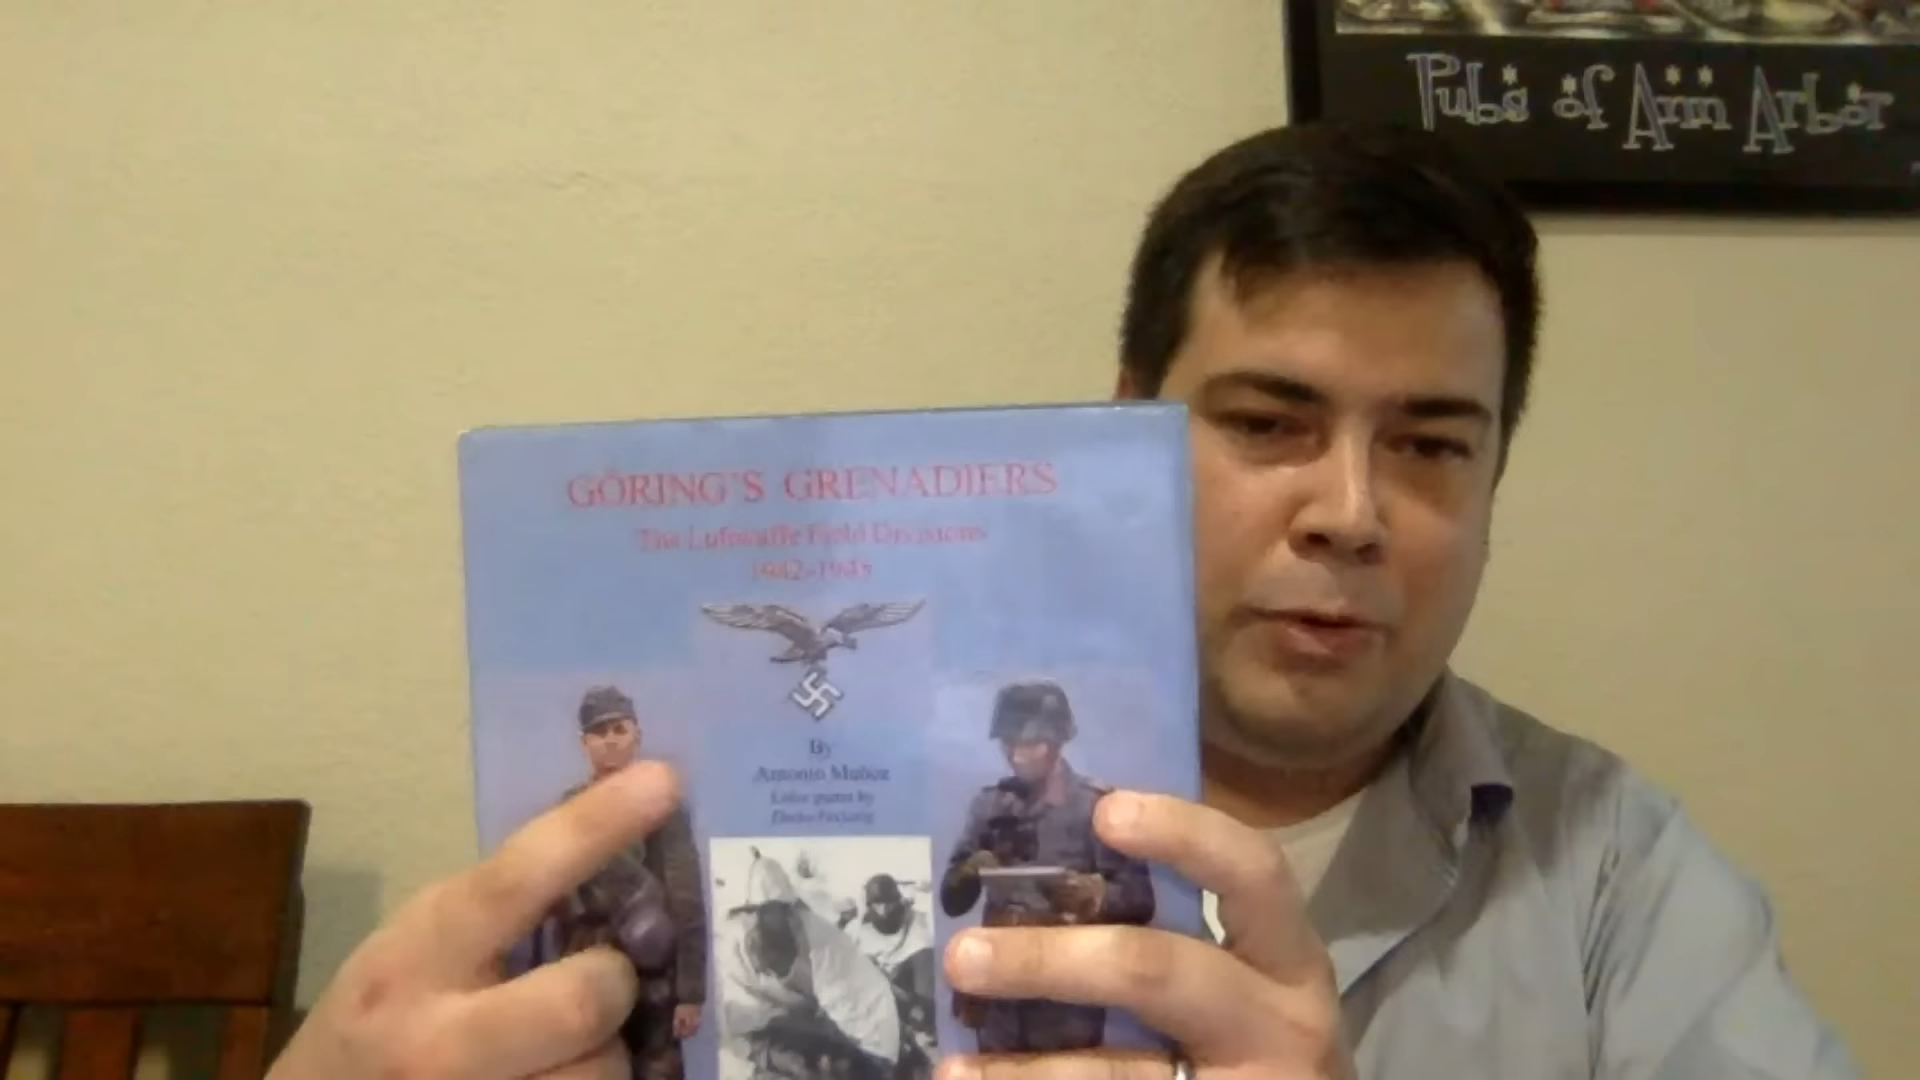 Pubs of Ann Arbor
GÖRING'S GRENADIERS
The Luftwaffe Field Divisions
1942-1945
By
Antonio Muñoz
Color plates by